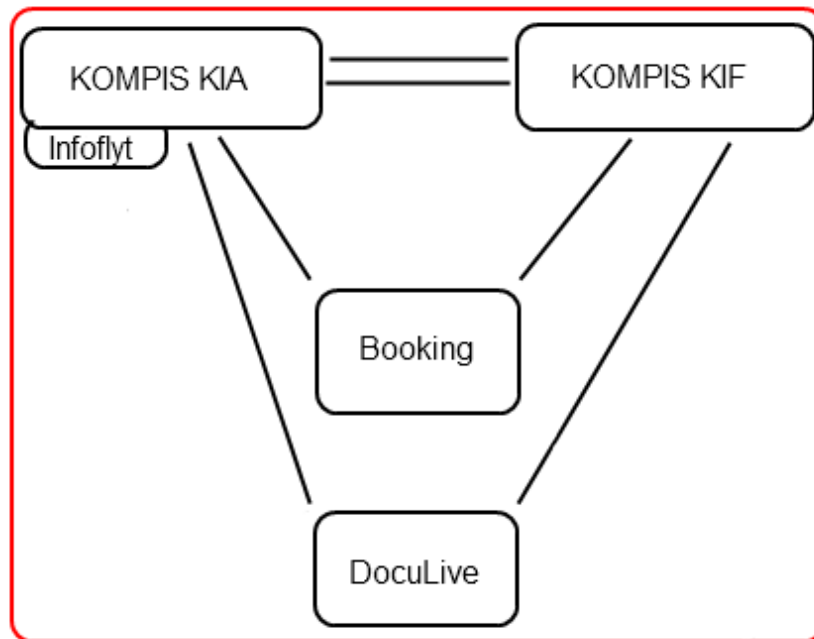 KOMPIS KIA
KOMPIS KIF
Infoflyt
Booking
DocuLive